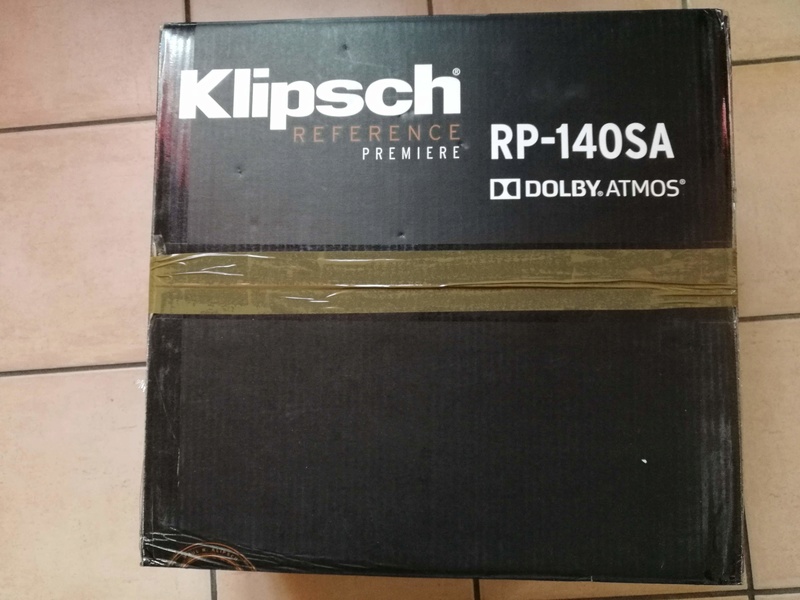 Klipsch®
REFERENCE
PREMIERE
RP-140SA
DOLBY® ATMOS®